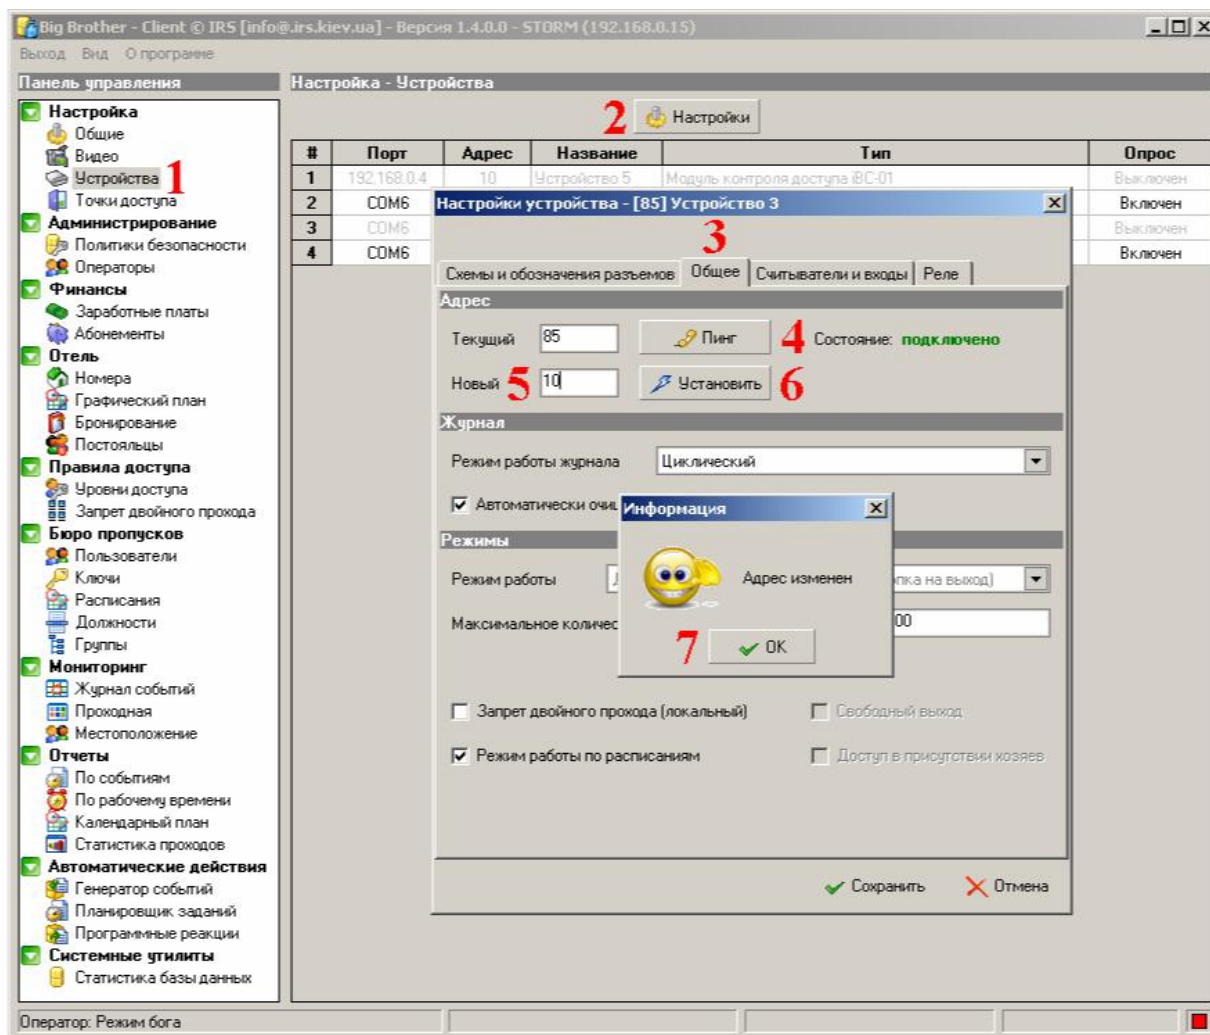 Big Brother - Client © IRS [info@.irs.kiev.ua] - Версия 1.4.0.0 - STORM (192.168.0.15)
Выход Вид О программе
Панель управления
Настройка
Общие
Видео
Устройства 1
Точки доступа
Администрирование
Политики безопасности
Операторы
Финансы
Заработные платы
Абонементы
Отель
Номера
Графический план
Бронирование
Постояльцы
Правила доступа
Уровни доступа
Запрет двойного прохода
Бюро пропусков
Пользователи
Ключи
Расписания
Должности
Группы
Мониторинг
Журнал событий
Проходная
Местоположение
Отчеты
По событиям
По рабочему времени
Календарный план
Статистика проходов
Автоматические действия
Генератор событий
Планировщик заданий
Программные реакции
Системные утилиты
Статистика базы данных
Настройка - Устройства
2 Настройки
# Порт Адрес Название Тип Опрос
1 192.168.0.4 10 Устройство 5 Модуль контроля доступа iBC-01 Выключен
2 COM6 Включен
3 COM6 Выключен
4 COM6 Включен
Настройки устройства - [85] Устройство 3
3
Схемы и обозначения разъемов Общее Считыватели и входы Реле
Адрес
Текущий 85 Пинг 4 Состояние: подключено
Новый 5 10 Установить 6
Журнал
Режим работы журнала Циклический
Автоматически
Режимы
Режим работы на выход)
Максимальное 00
Информация
Адрес изменен
7 OK
Запрет двойного прохода (локальный) Свободный выход
Режим работы по расписаниям Доступ в присутствии хозяев
Сохранить Отмена
Оператор: Режим бога